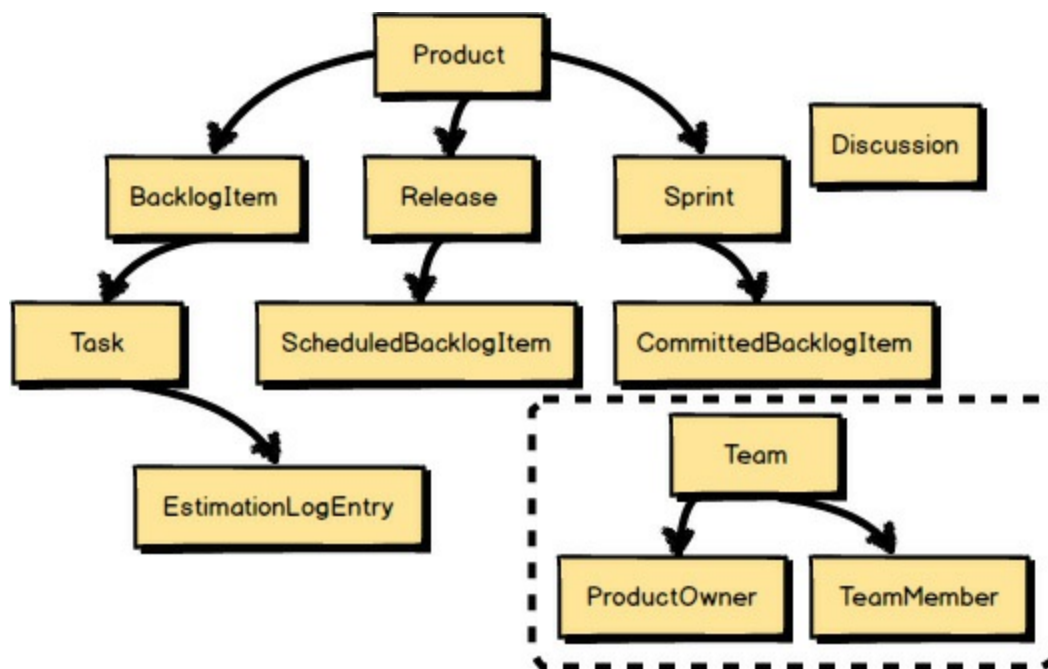 Product
Discussion
BacklogItem
Release
Sprint
Task
ScheduledBacklogItem
CommittedBacklogItem
Team
EstimationLogEntry
ProductOwner
TeamMember